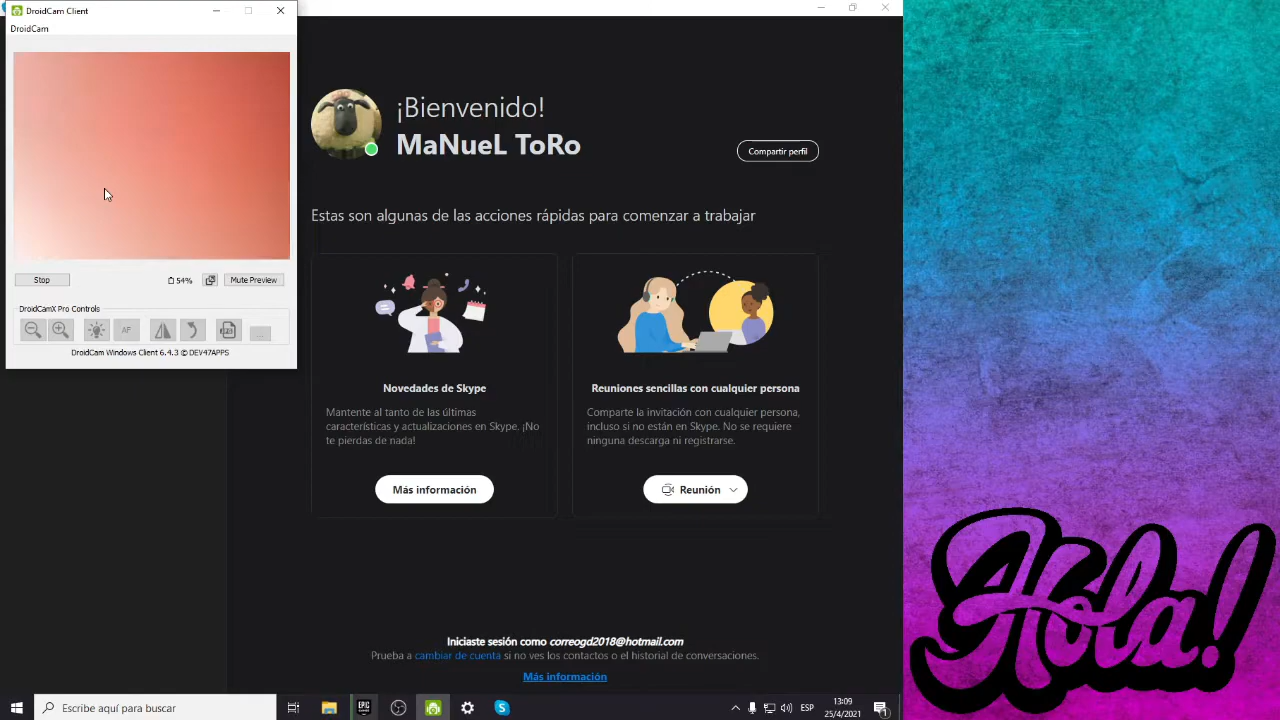 DroidCam Client
DroidCam
Stop
54%
Mute Preview
DroidCamX Pro Controls
AF
...
DroidCam Windows Client 6.4.3 © DEV47APPS
¡Bienvenido!
MaNueL ToRo
Compartir perfil
Estas son algunas de las acciones rápidas para comenzar a trabajar
Novedades de Skype
Mantente al tanto de las últimas
características y actualizaciones en Skype. ¡No
te pierdas de nada!
Más información
Reuniones sencillas con cualquier persona
Comparte la invitación con cualquier persona,
incluso si no están en Skype. No se requiere
ninguna descarga ni registrarse.
Reunión
Iniciaste sesión como correogd2018@hotmail.com
Prueba a cambiar de cuenta si no ves los contactos o el historial de conversaciones.
Más información
Hola!
Escribe aquí para buscar
EPIC
ESP
13:09
25/4/2021
1